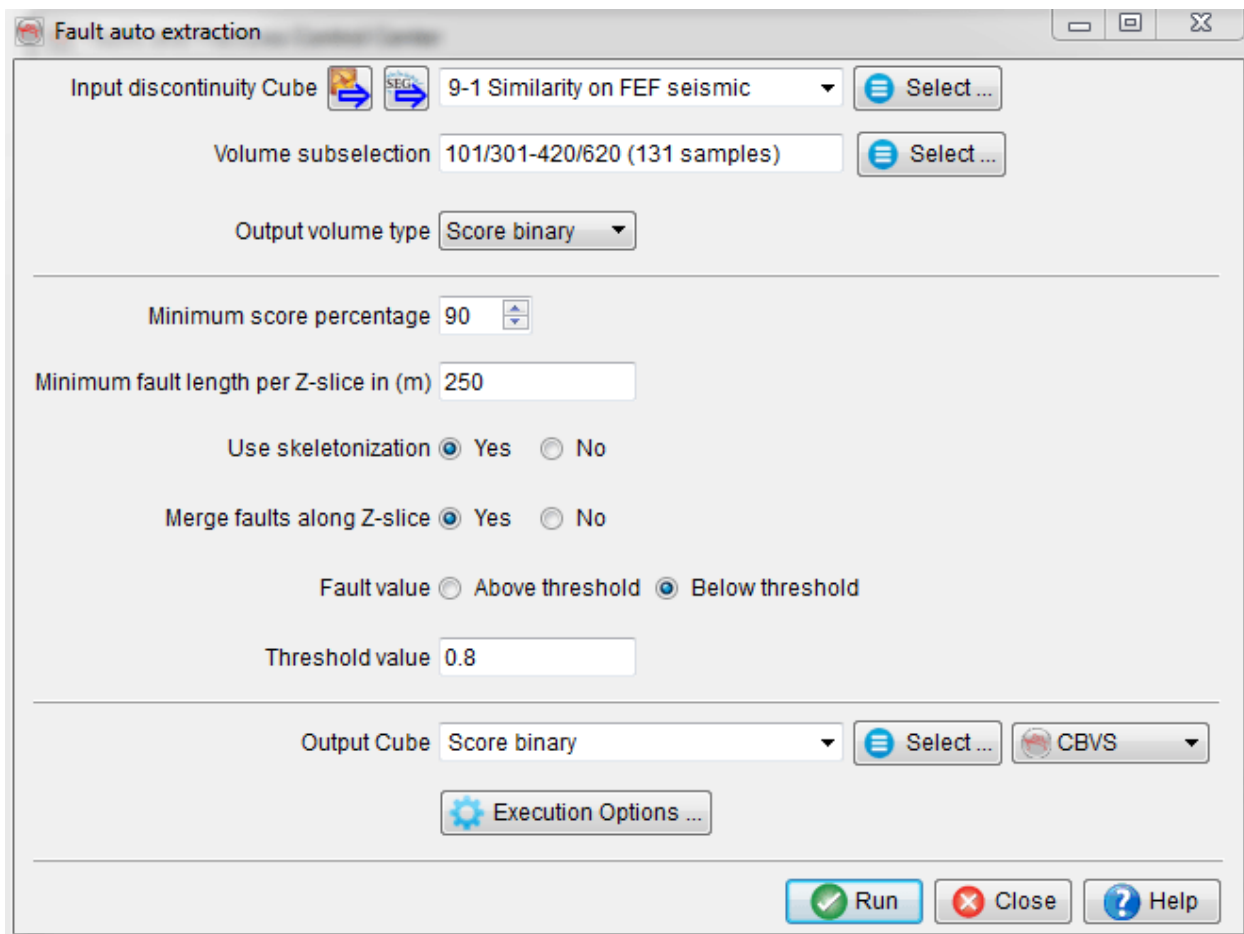 Fault auto extraction
Input discontinuity Cube SEG 9-1 Similarity on FEF seismic Select ...
Volume subselection 101/301-420/620 (131 samples) Select ...
Output volume type Score binary
Minimum score percentage 90
Minimum fault length per Z-slice in (m) 250
Use skeletonization Yes No
Merge faults along Z-slice Yes No
Fault value Above threshold Below threshold
Threshold value 0.8
Output Cube Score binary Select ... CBVS
Execution Options ...
Run Close Help